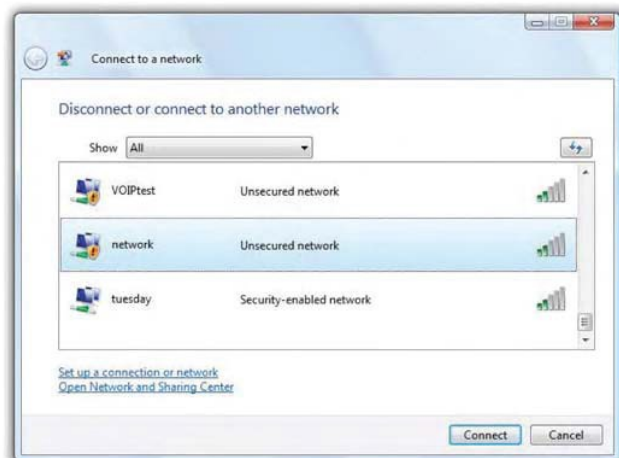 Connect to a network
Disconnect or connect to another network
Show All
VOIPtest Unsecured network
network Unsecured network
tuesday Security-enabled network
Set up a connection or network
Open Network and Sharing Center
Connect Cancel